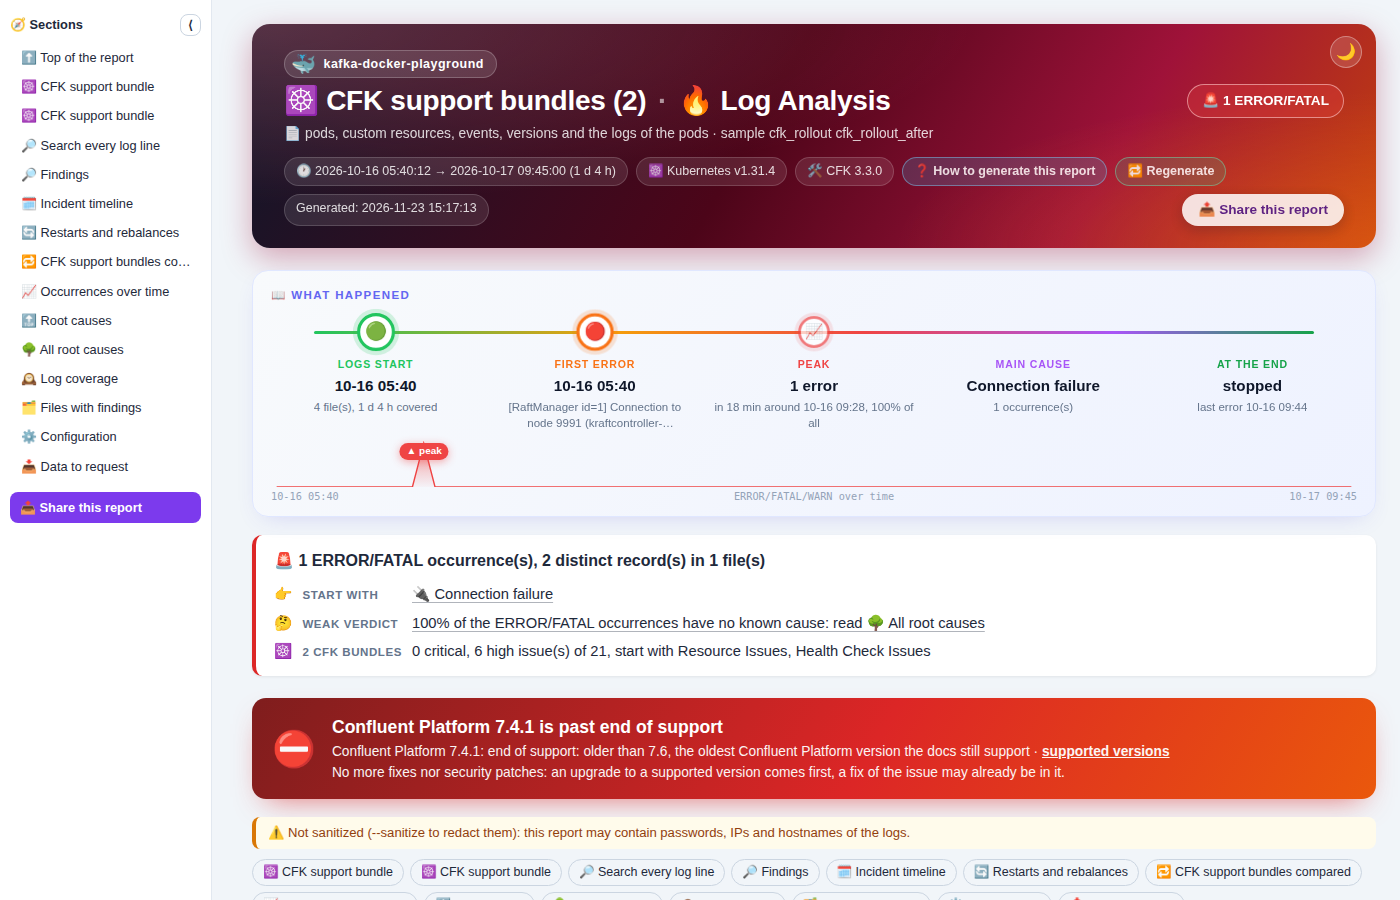 Sections
⟨
Top of the report
CFK support bundle
CFK support bundle
Search every log line
Findings
Incident timeline
Restarts and rebalances
CFK support bundles co…
Occurrences over time
Root causes
All root causes
Log coverage
Files with findings
Configuration
Data to request
Share this report
kafka-docker-playground
CFK support bundles (2) · Log Analysis
1 ERROR/FATAL
pods, custom resources, events, versions and the logs of the pods · sample cfk_rollout cfk_rollout_after
2026-10-16 05:40:12 → 2026-10-17 09:45:00 (1 d 4 h)
Kubernetes v1.31.4
CFK 3.3.0
How to generate this report
Regenerate
Generated: 2026-11-23 15:17:13
Share this report
WHAT HAPPENED
LOGS START
10-16 05:40
4 file(s), 1 d 4 h covered
FIRST ERROR
10-16 05:40
[RaftManager id=1] Connection to
node 9991 (kraftcontroller-…
PEAK
1 error
in 18 min around 10-16 09:28, 100% of
all
MAIN CAUSE
Connection failure
1 occurrence(s)
AT THE END
stopped
last error 10-16 09:44
▲ peak
10-16 05:40
ERROR/FATAL/WARN over time
10-17 09:45
1 ERROR/FATAL occurrence(s), 2 distinct record(s) in 1 file(s)
START WITH Connection failure
WEAK VERDICT 100% of the ERROR/FATAL occurrences have no known cause: read All root causes
2 CFK BUNDLES 0 critical, 6 high issue(s) of 21, start with Resource Issues, Health Check Issues
Confluent Platform 7.4.1 is past end of support
Confluent Platform 7.4.1: end of support: older than 7.6, the oldest Confluent Platform version the docs still support · supported versions
No more fixes nor security patches: an upgrade to a supported version comes first, a fix of the issue may already be in it.
Not sanitized (--sanitize to redact them): this report may contain passwords, IPs and hostnames of the logs.
CFK support bundle
CFK support bundle
Search every log line
Findings
Incident timeline
Restarts and rebalances
CFK support bundles compared